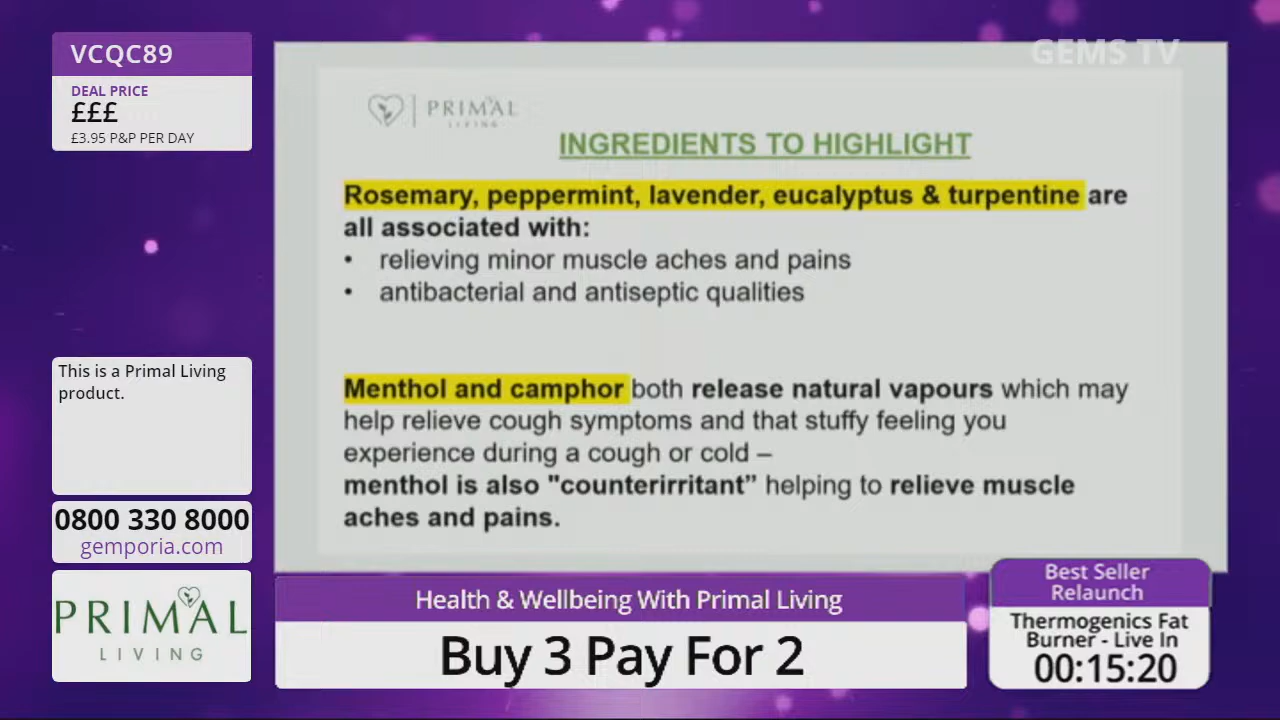 VCQC89
DEAL PRICE
£££
£3.95 P&P PER DAY
This is a Primal Living
product.
0800 330 8000
gemporia.com
PRIMAL
LIVING
GEMS TV
PRIMAL
LIVING
INGREDIENTS TO HIGHLIGHT
Rosemary, peppermint, lavender, eucalyptus & turpentine are
all associated with:
• relieving minor muscle aches and pains
• antibacterial and antiseptic qualities
Menthol and camphor both release natural vapours which may
help relieve cough symptoms and that stuffy feeling you
experience during a cough or cold –
menthol is also "counterirritant” helping to relieve muscle
aches and pains.
Health & Wellbeing With Primal Living
Buy 3 Pay For 2
Best Seller
Relaunch
Thermogenics Fat
Burner - Live In
00:15:20